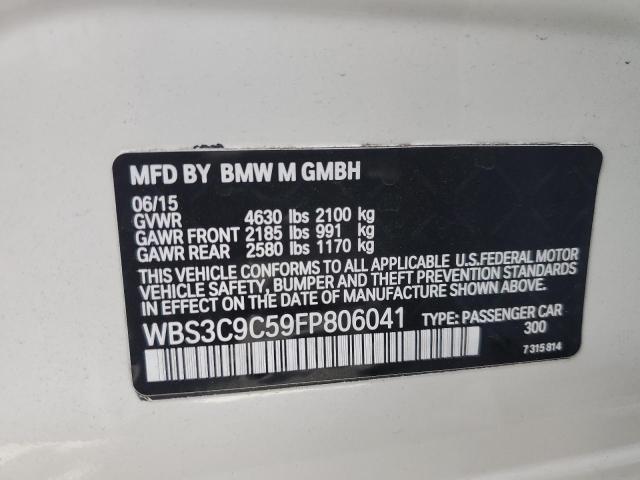 MFD BY BMW M GMBH
06/15
GVWR 4630 lbs 2100 kg
GAWR FRONT 2185 lbs 991 kg
GAWR REAR 2580 lbs 1170 kg
THIS VEHICLE CONFORMS TO ALL APPLICABLE U.S.FEDERAL MOTOR
VEHICLE SAFETY, BUMPER, AND THEFT PREVENTION STANDARDS
IN EFFECT ON THE DATE OF MANUFACTURE SHOWN ABOVE.
WBS3C9C59FP806041 TYPE: PASSENGER CAR
300
7 315 814